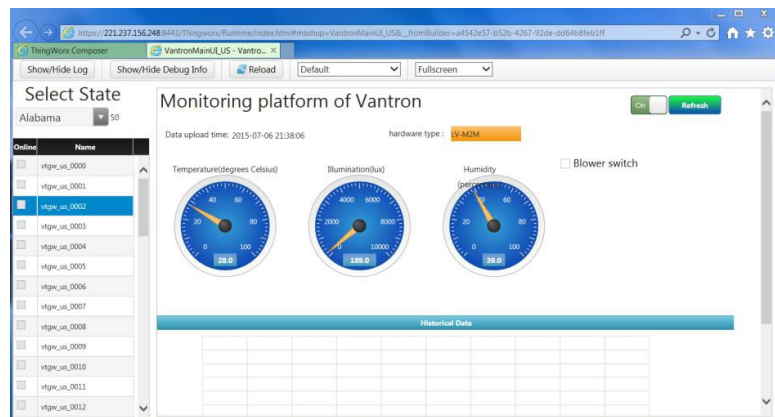 https://221.237.156.248:8443/Thingworx/Runtime/index.html#mashup=VantronMainUI_US&_fromBuilder=a4542e57-b52b-4267-92de-dd64b8feb1ff
ThingWorx Composer
VantronMainUI_US - Vantro...
Show/Hide Log
Show/Hide Debug Info
Reload
Default
Fullscreen
Select State
Alabama
50
Online
Name
vtgw_us_0000
vtgw_us_0001
vtgw_us_0002
vtgw_us_0003
vtgw_us_0004
vtgw_us_0005
vtgw_us_0006
vtgw_us_0007
vtgw_us_0008
vtgw_us_0009
vtgw_us_0010
vtgw_us_0011
vtgw_us_0012
Monitoring platform of Vantron
On
Refresh
Data upload time: 2015-07-06 21:38:06
hardware type :
LV-M2M
Temperature(degrees Celsius)
0
20
40
60
80
100
28.0
Illumination(lux)
0
2000
4000
6000
8000
10000
189.0
Humidity
0
20
60
80
100
39.0
Blower switch
Historical Data